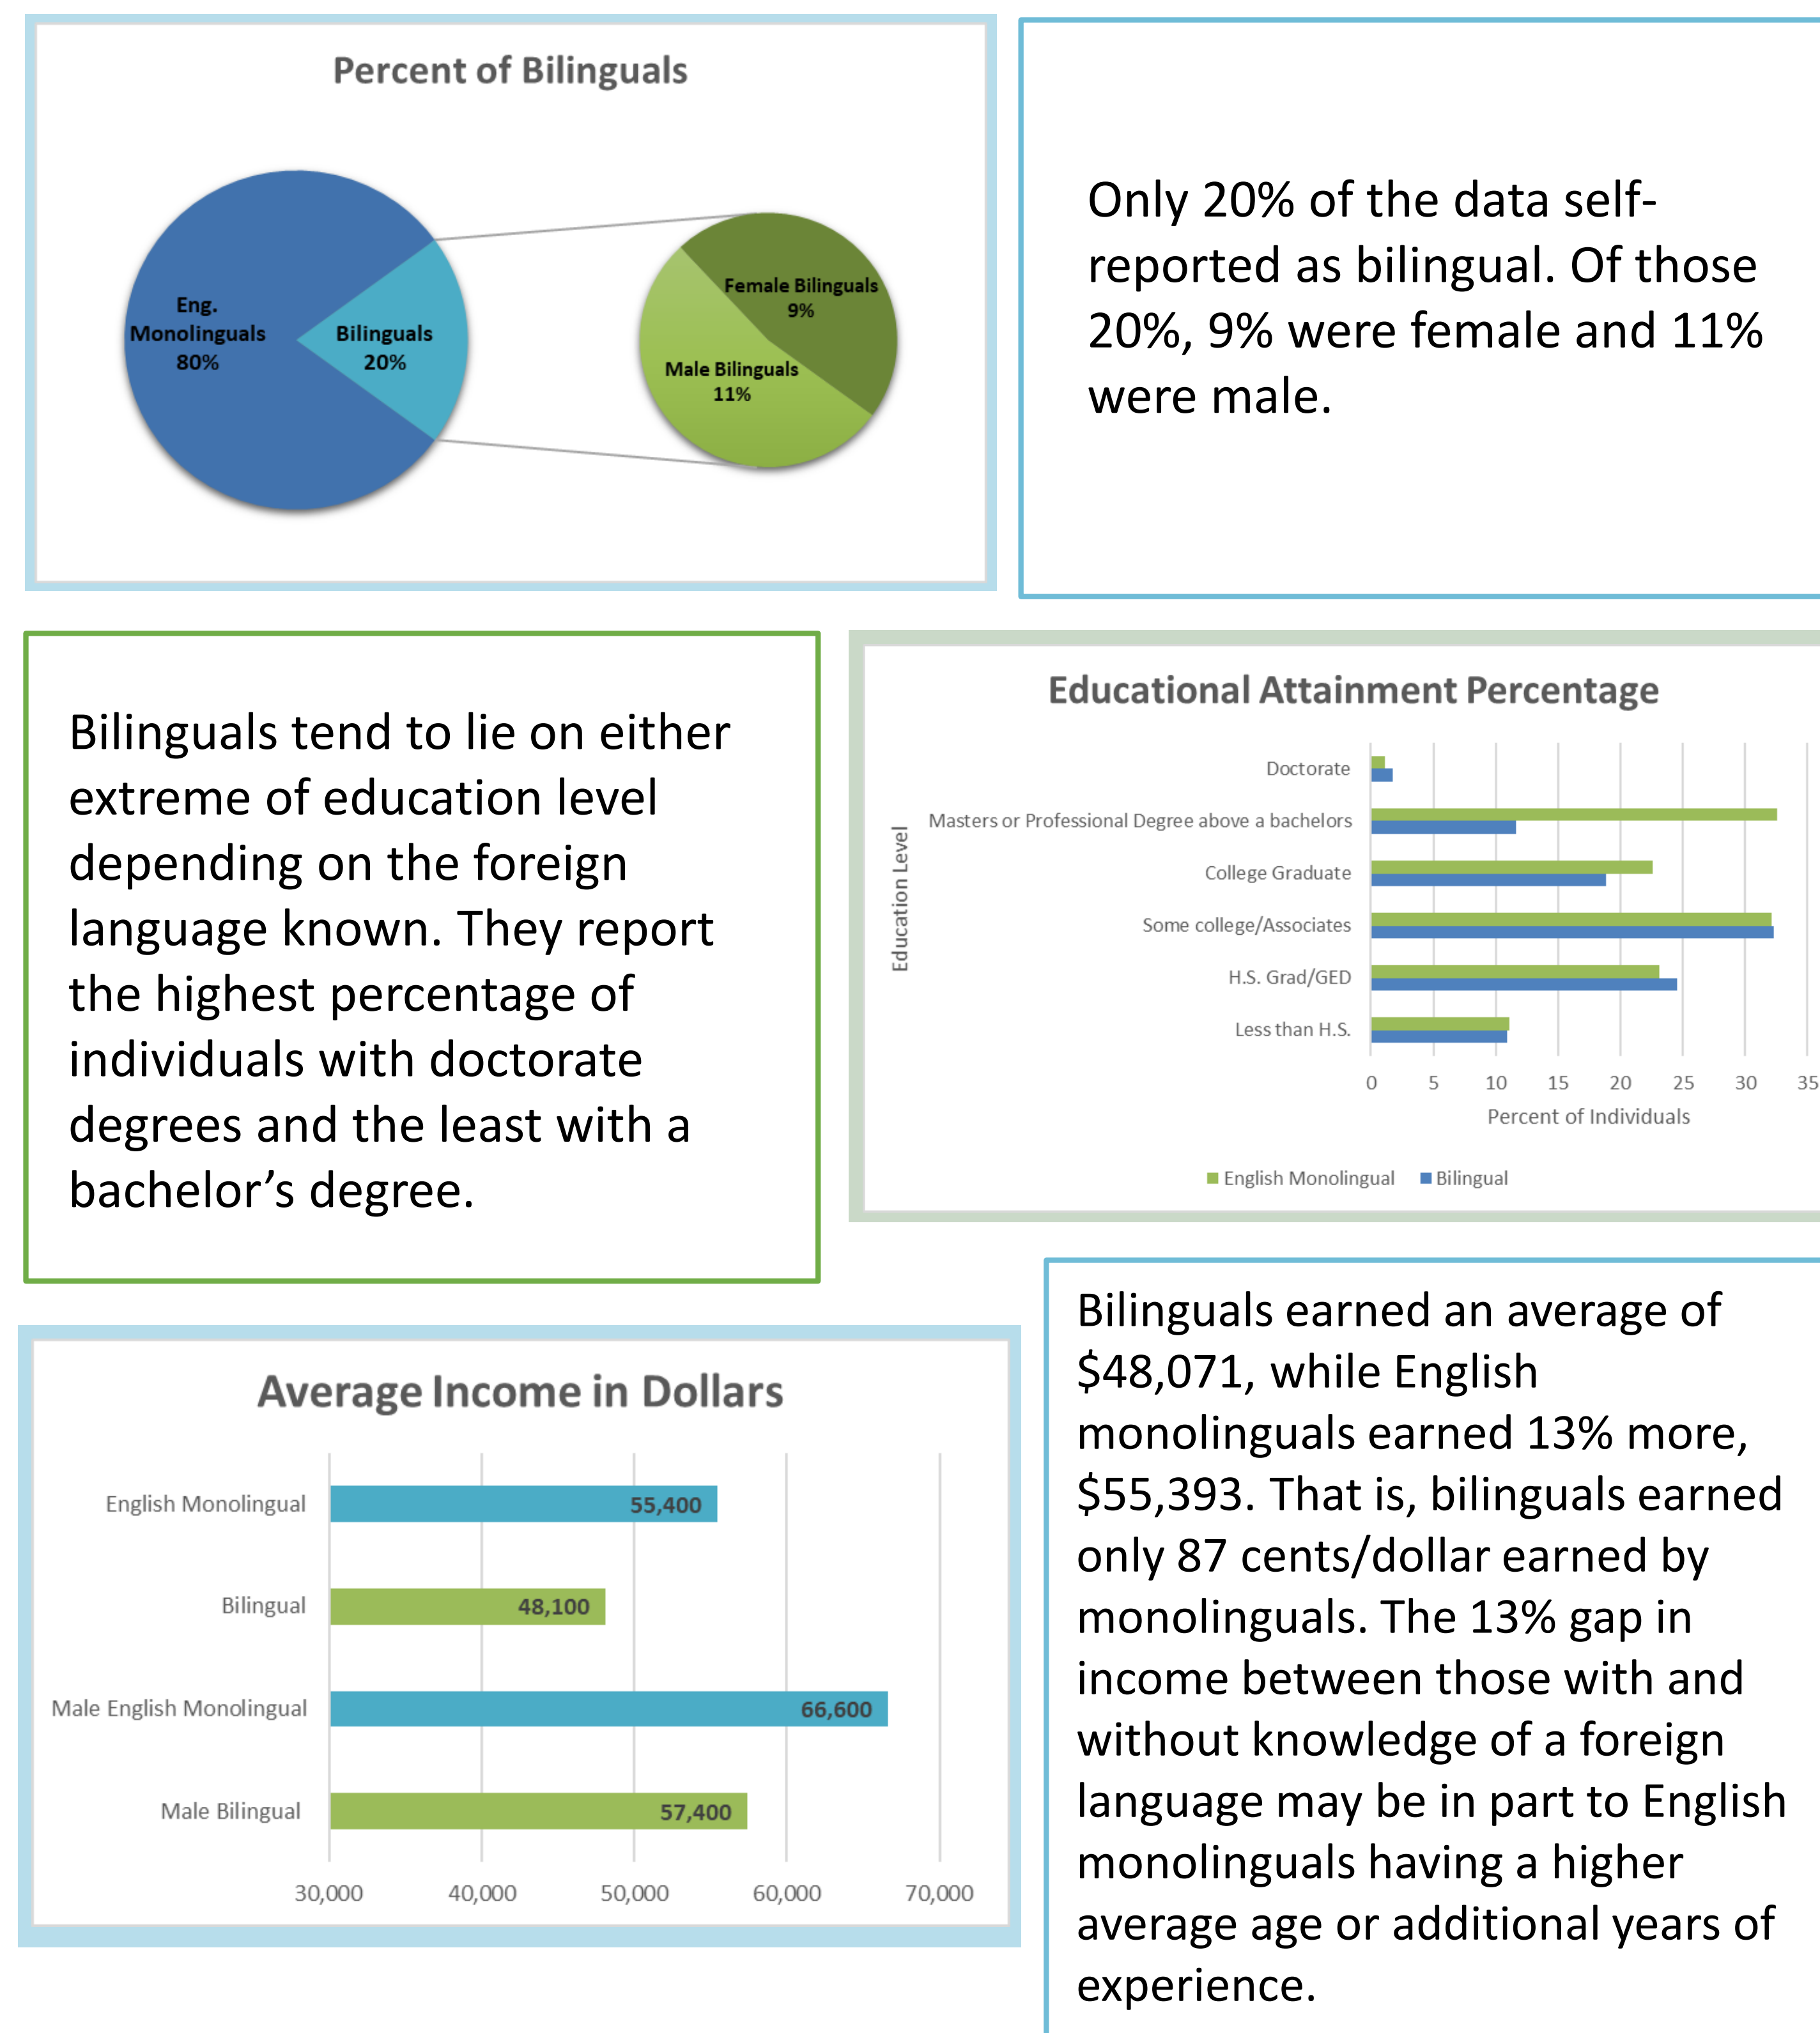 Percent of Bilinguals
Eng.
Monolinguals
80%
Bilinguals
20%
Female Bilinguals
9%
Male Bilinguals
11%
Only 20% of the data self-
reported as bilingual. Of those
20%, 9% were female and 11%
were male.
Bilinguals tend to lie on either
extreme of education level
depending on the foreign
language known. They report
the highest percentage of
individuals with doctorate
degrees and the least with a
bachelor’s degree.
Educational Attainment Percentage
Education Level
Doctorate
Masters or Professional Degree above a bachelors
College Graduate
Some college/Associates
H.S. Grad/GED
Less than H.S.
0 5 10 15 20 25 30 35
Percent of Individuals
English Monolingual Bilingual
Average Income in Dollars
English Monolingual 55,400
Bilingual 48,100
Male English Monolingual 66,600
Male Bilingual 57,400
30,000 40,000 50,000 60,000 70,000
Bilinguals earned an average of
$48,071, while English
monolinguals earned 13% more,
$55,393. That is, bilinguals earned
only 87 cents/dollar earned by
monolinguals. The 13% gap in
income between those with and
without knowledge of a foreign
language may be in part to English
monolinguals having a higher
average age or additional years of
experience.